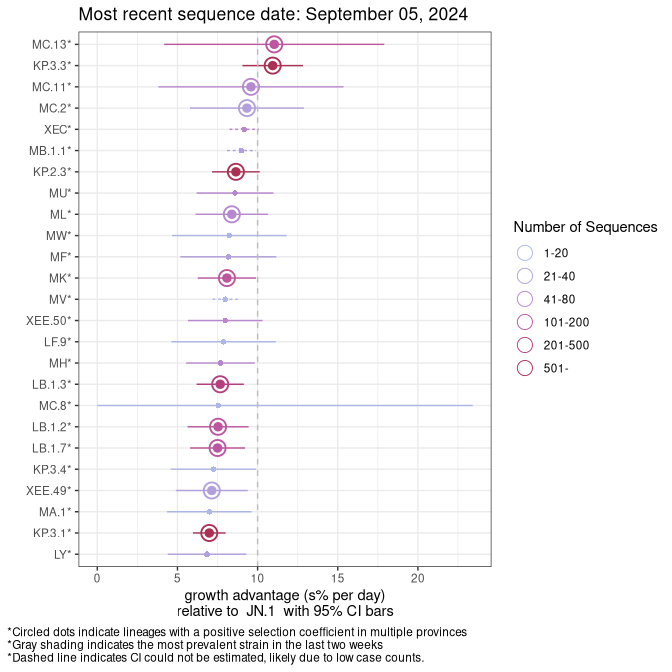 Most recent sequence date: September 05, 2024
MC.13*
KP.3.3*
MC.11*
MC.2*
XEC*
MB.1.1*
KP.2.3*
MU*
ML*
MW*
MF*
MK*
MV*
XEE.50*
LF.9*
MH*
LB.1.3*
MC.8*
LB.1.2*
LB.1.7*
KP.3.4*
XEE.49*
MA.1*
KP.3.1*
LY*
0 5 10 15 20
growth advantage (s% per day)
relative to JN.1 with 95% CI bars
Number of Sequences
1-20
21-40
41-80
101-200
201-500
501-
*Circled dots indicate lineages with a positive selection coefficient in multiple provinces
*Gray shading indicates the most prevalent strain in the last two weeks
*Dashed line indicates CI could not be estimated, likely due to low case counts.